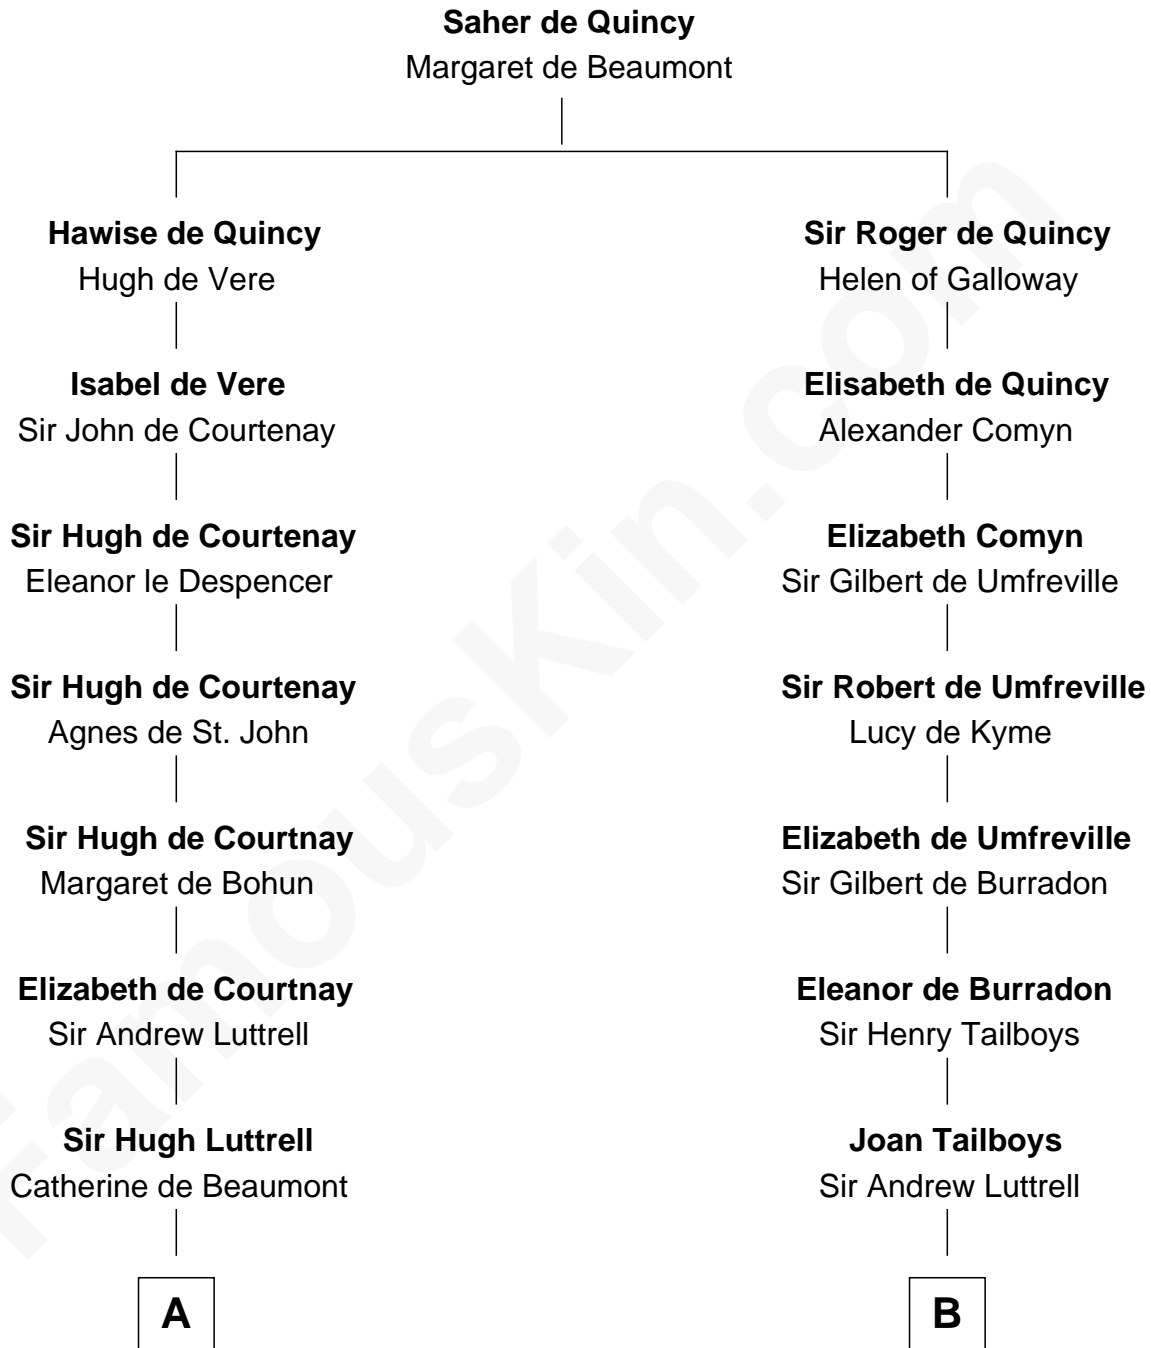 Saher de Quincy
Margaret de Beaumont
Hawise de Quincy
Hugh de Vere
Sir Roger de Quincy
Helen of Galloway
Isabel de Vere
Sir John de Courtenay
Elisabeth de Quincy
Alexander Comyn
Sir Hugh de Courtenay
Eleanor le Despencer
Elizabeth Comyn
Sir Gilbert de Umfreville
Sir Hugh de Courtenay
Agnes de St. John
Sir Robert de Umfreville
Lucy de Kyme
Sir Hugh de Courtnay
Margaret de Bohun
Elizabeth de Umfreville
Sir Gilbert de Burradon
Elizabeth de Courtnay
Sir Andrew Luttrell
Eleanor de Burradon
Sir Henry Tailboys
Sir Hugh Luttrell
Catherine de Beaumont
Joan Tailboys
Sir Andrew Luttrell
A
B
FamousKin.com